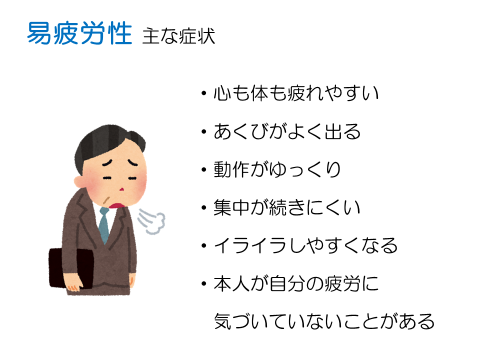 易疲労性 主な症状
・心も体も疲れやすい
・あくびがよく出る
・動作がゆっくり
・集中が続きにくい
・イライラしやすくなる
・本人が自分の疲労に
気づいていないことがある